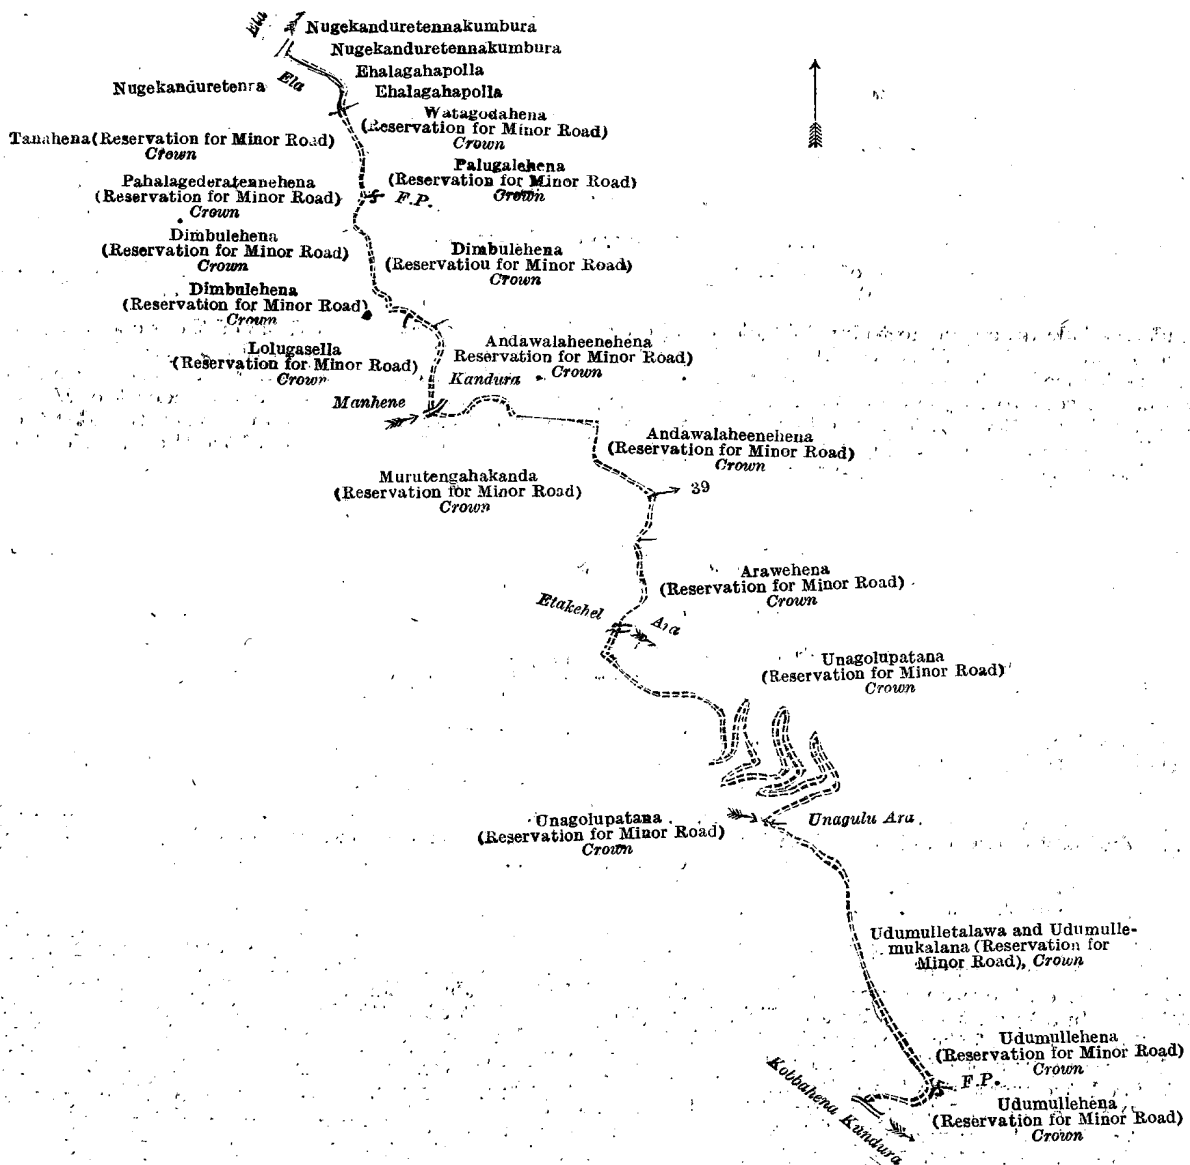 Ela
Nugekanduretennakumbura
Nugekanduretennakumbura
Ehalagahapolla
Nugekanduretenra
Ela
Ehalagahapolla
Watagodahena
(Reservation for Minor Road)
Crown
Tanahena (Reservation for Minor Road)
Crown
Palugalehena
(Reservation for Minor Road)
Crown
Pahalagederatennehena
(Reservation for Minor Road)
Crown
F.P.
Dimbulehena
(Reservation for Minor Road)
Crown
Dimbulehena
(Reservation for Minor Road)
Crown
Dimbulehena
(Reservation for Minor Road)
Crown
Andawalaheenehena
Reservation for Minor Road)
Crown
Lolugasella
(Reservation for Minor Road)
Crown
Kandura
Manhene
Andawalaheenehena
(Reservation for Minor Road)
Crown
Murutengahakanda
(Reservation for Minor Road)
Crown
39
Arawehena
(Reservation for Minor Road)
Crown
Etakehel
Ara
Unagolupatana
(Reservation for Minor Road)
Crown
Unagolupatana
(Reservation for Minor Road)
Crown
Unagulu Ara
Udumulletalawa and Udumulle-
mukalana (Reservation for
Minor Road), Crown
Udumullehena
(Reservation for Minor Road)
Crown
F.P.
Kobbahena Kandura
Udumullehena
(Reservation for Minor Road)
Crown